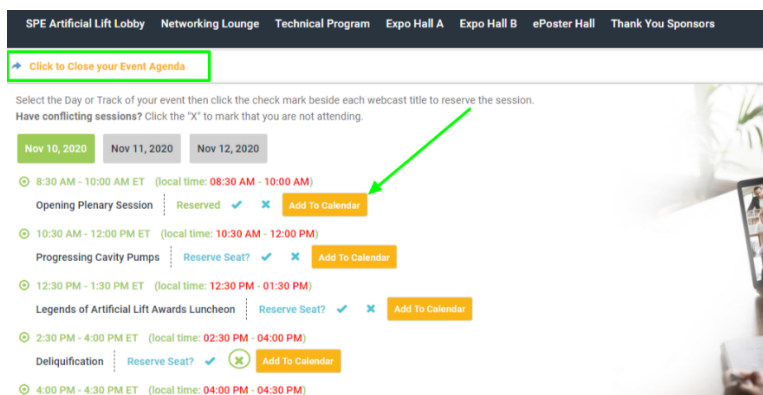 SPE Artificial Lift Lobby Networking Lounge Technical Program Expo Hall A Expo Hall B ePoster Hall Thank You Sponsors
Click to Close your Event Agenda
Select the Day or Track of your event then click the check mark beside each webcast title to reserve the session.
Have conflicting sessions? Click the "X" to mark that you are not attending.
Nov 10, 2020 Nov 11, 2020 Nov 12, 2020
8:30 AM - 10:00 AM ET (local time: 08:30 AM - 10:00 AM)
Opening Plenary Session Reserved ✔ ✖ Add To Calendar
10:30 AM - 12:00 PM ET (local time: 10:30 AM - 12:00 PM)
Progressing Cavity Pumps Reserve Seat? ✔ ✖ Add To Calendar
12:30 PM - 1:30 PM ET (local time: 12:30 PM - 01:30 PM)
Legends of Artificial Lift Awards Luncheon Reserve Seat? ✔ ✖ Add To Calendar
2:30 PM - 4:00 PM ET (local time: 02:30 PM - 04:00 PM)
Deliquification Reserve Seat? ✔ ✖ Add To Calendar
4:00 PM - 4:30 PM ET (local time: 04:00 PM - 04:30 PM)